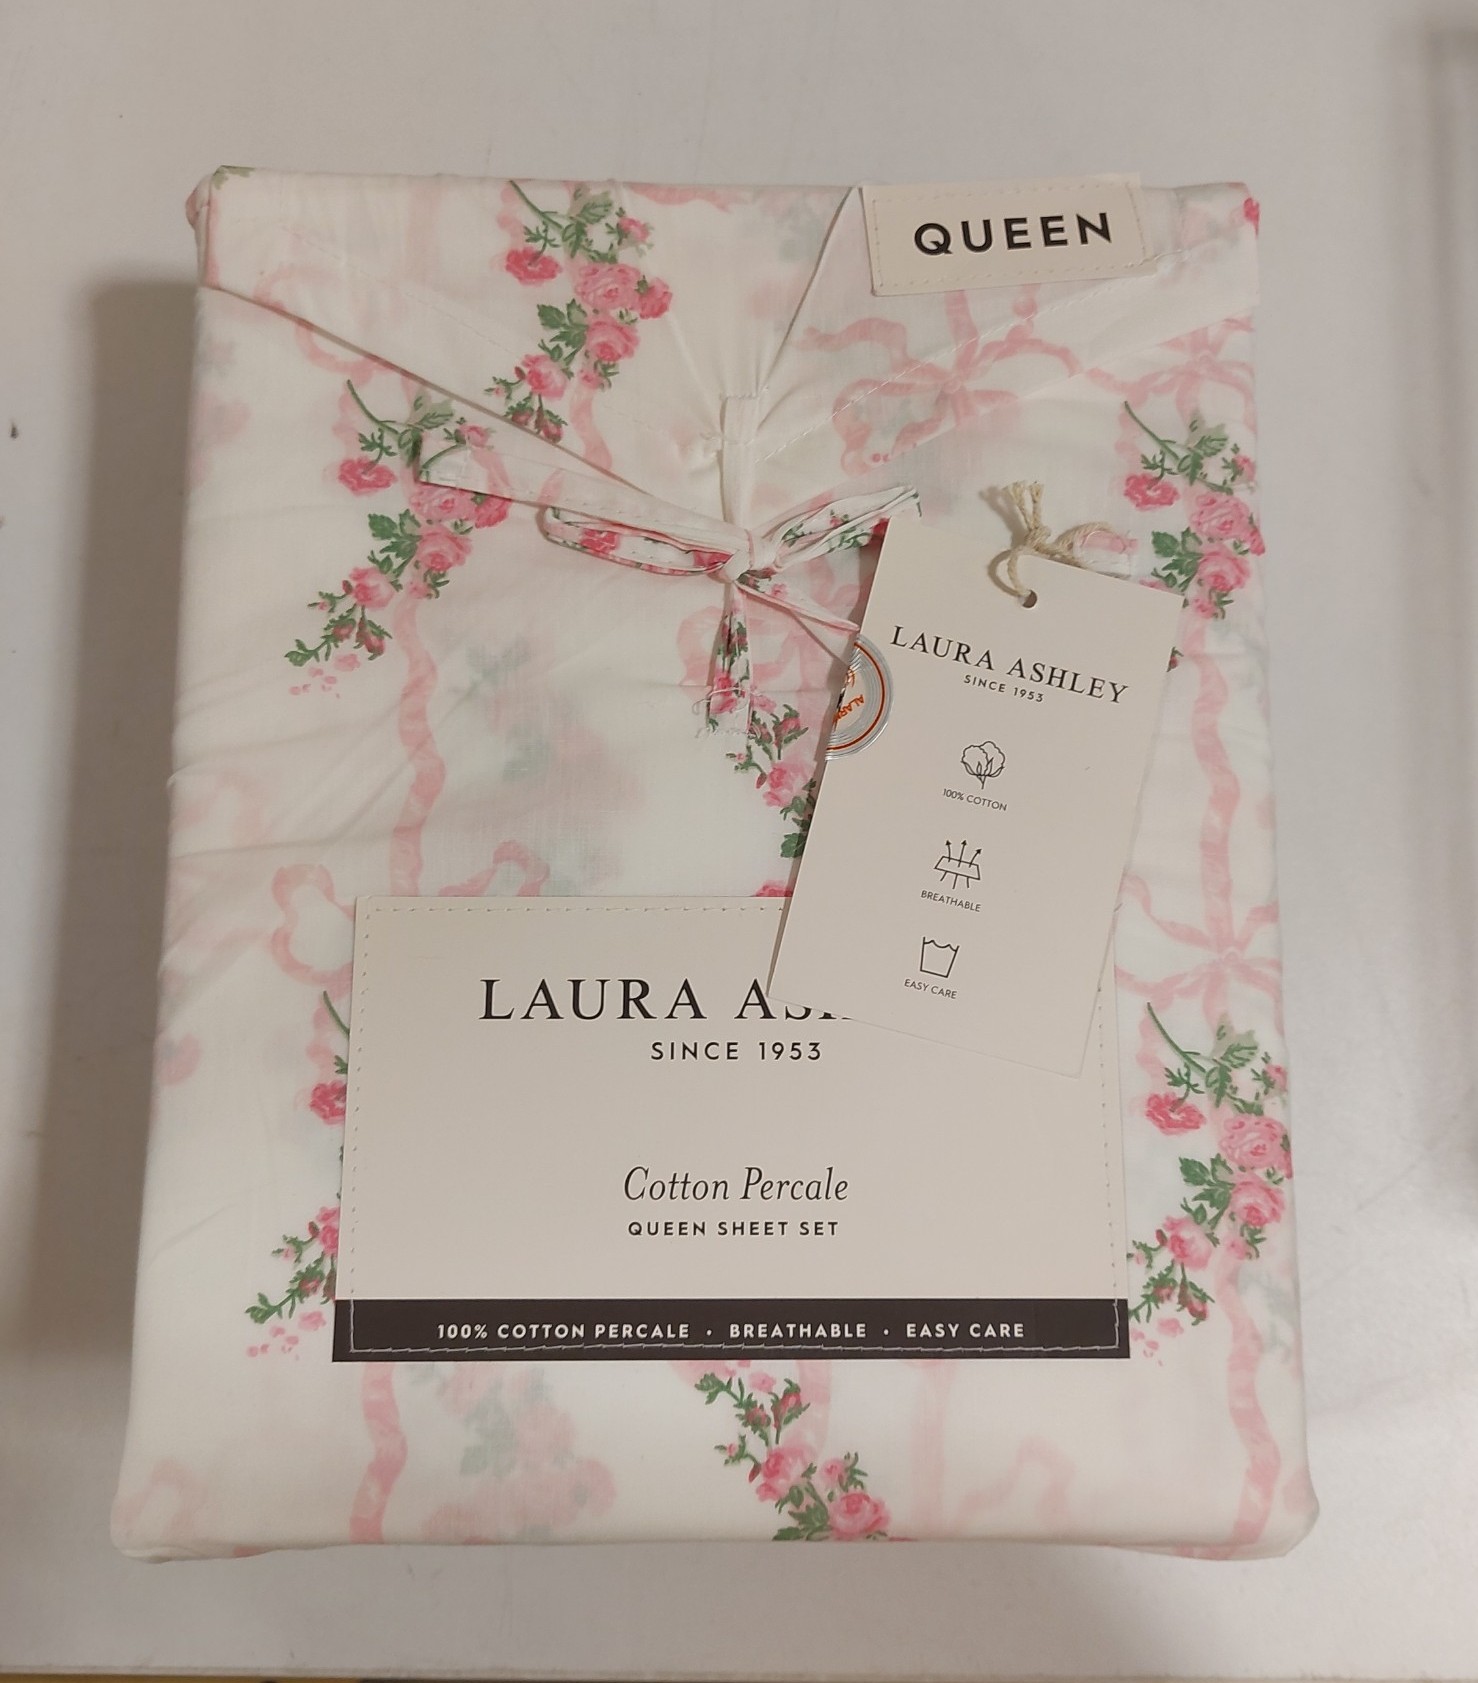 QUEEN
LAURA ASHLEY
SINCE 1953
100% COTTON
BREATHABLE
EASY CARE
LAURA
SINCE 1953
Cotton Percale
QUEEN SHEET SET
100% COTTON PERCALE • BREATHABLE • EASY CARE